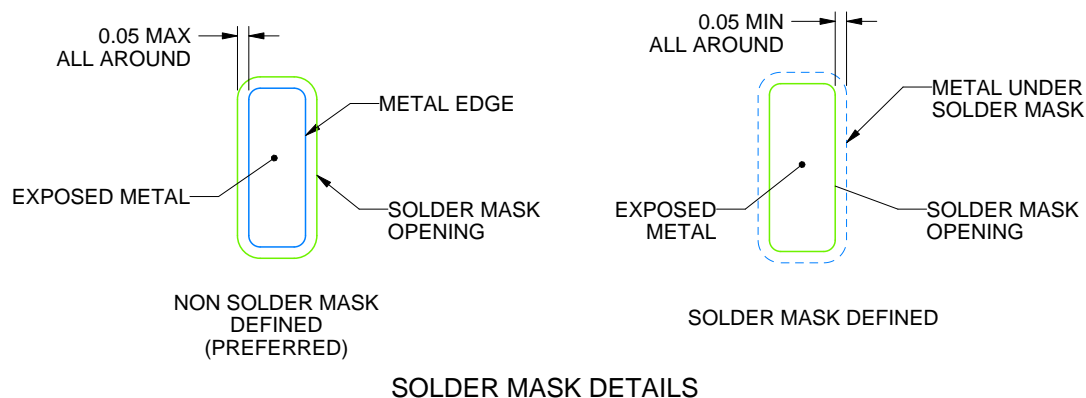 0.05 MAX
ALL AROUND
METAL EDGE
EXPOSED METAL
SOLDER MASK
OPENING
NON SOLDER MASK
DEFINED
(PREFERRED)
0.05 MIN
ALL AROUND
METAL UNDER
SOLDER MASK
EXPOSED
METAL
SOLDER MASK
OPENING
SOLDER MASK DEFINED
SOLDER MASK DETAILS